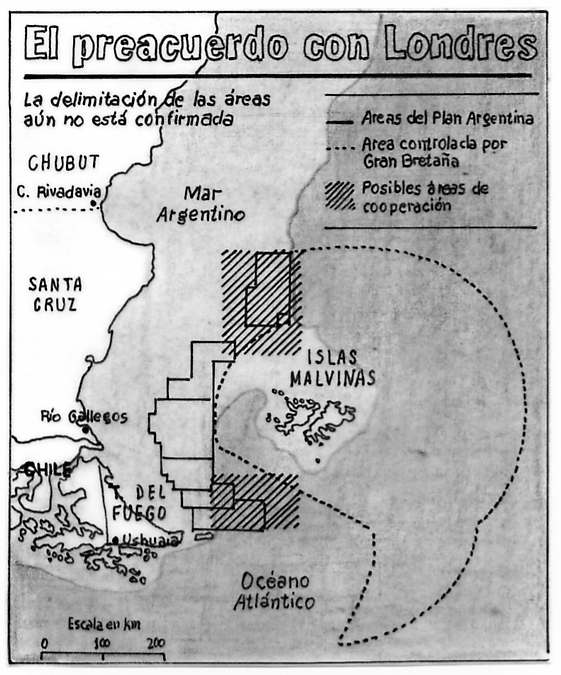 El preacuerdo con Londres
La delimitación de las áreas
aún no está confirmada
Areas del Plan Argentina
Area controlada por
Gran Bretaña
Posibles áreas de
cooperación
CHUBUT
C. Rivadavia
Mar
Argentino
SANTA
CRUZ
ISLAS
MALVINAS
Río Gallegos
CHILE
T. DEL
FUEGO
Ushuaia
Océano
Atlántico
Escala en km
0 100 200